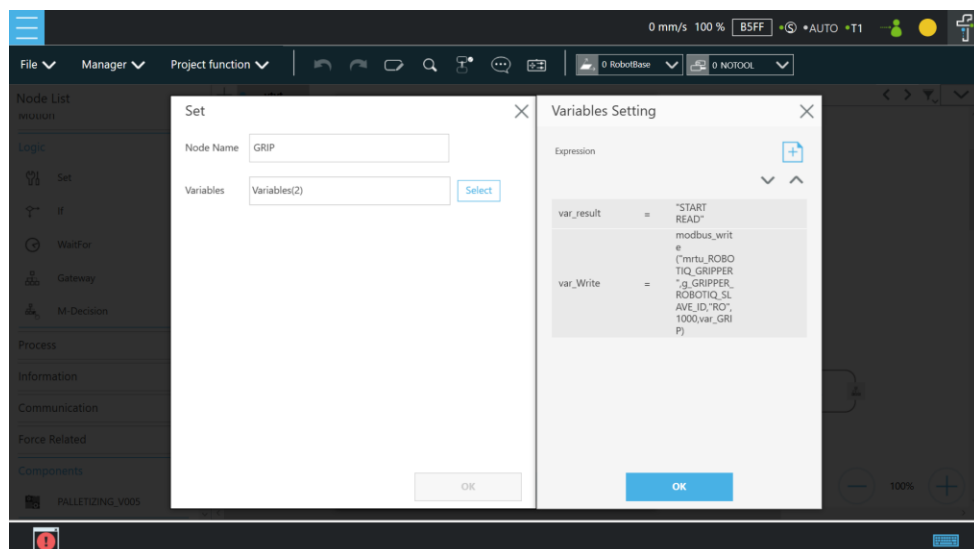 0 mm/s 100 % B5FF •Ⓢ •AUTO •T1
File Manager Project function 0 RobotBase 0 NOTOOL
Node List
Motion
Logic
Set
If
WaitFor
Gateway
M-Decision
Process
Information
Communication
Force Related
Components
PALLETIZING_V005
Set
Node Name GRIP
Variables Variables(2) Select
OK
Variables Setting
Expression
var_result = "START
READ"
modbus_writ
e
("mrtu_ROBO
TIQ_GRIPPER
",g_GRIPPER_
var_Write = ROBOTIQ_SL
AVE_ID,"RO",
1000,var_GRI
P)
OK
100%